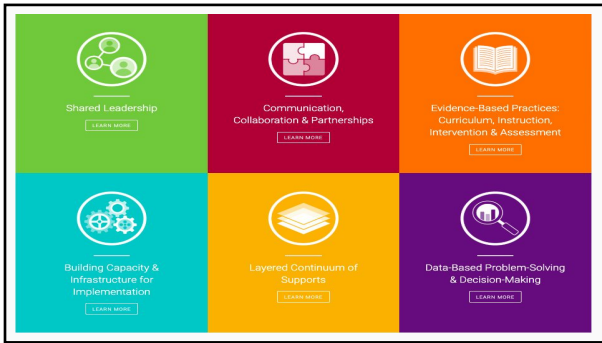 Shared Leadership
LEARN MORE
Communication,
Collaboration & Partnerships
LEARN MORE
Evidence-Based Practices:
Curriculum, Instruction,
Intervention & Assessment
LEARN MORE
Building Capacity &
Infrastructure for
Implementation
LEARN MORE
Layered Continuum of
Supports
LEARN MORE
Data-Based Problem-Solving
& Decision-Making
LEARN MORE